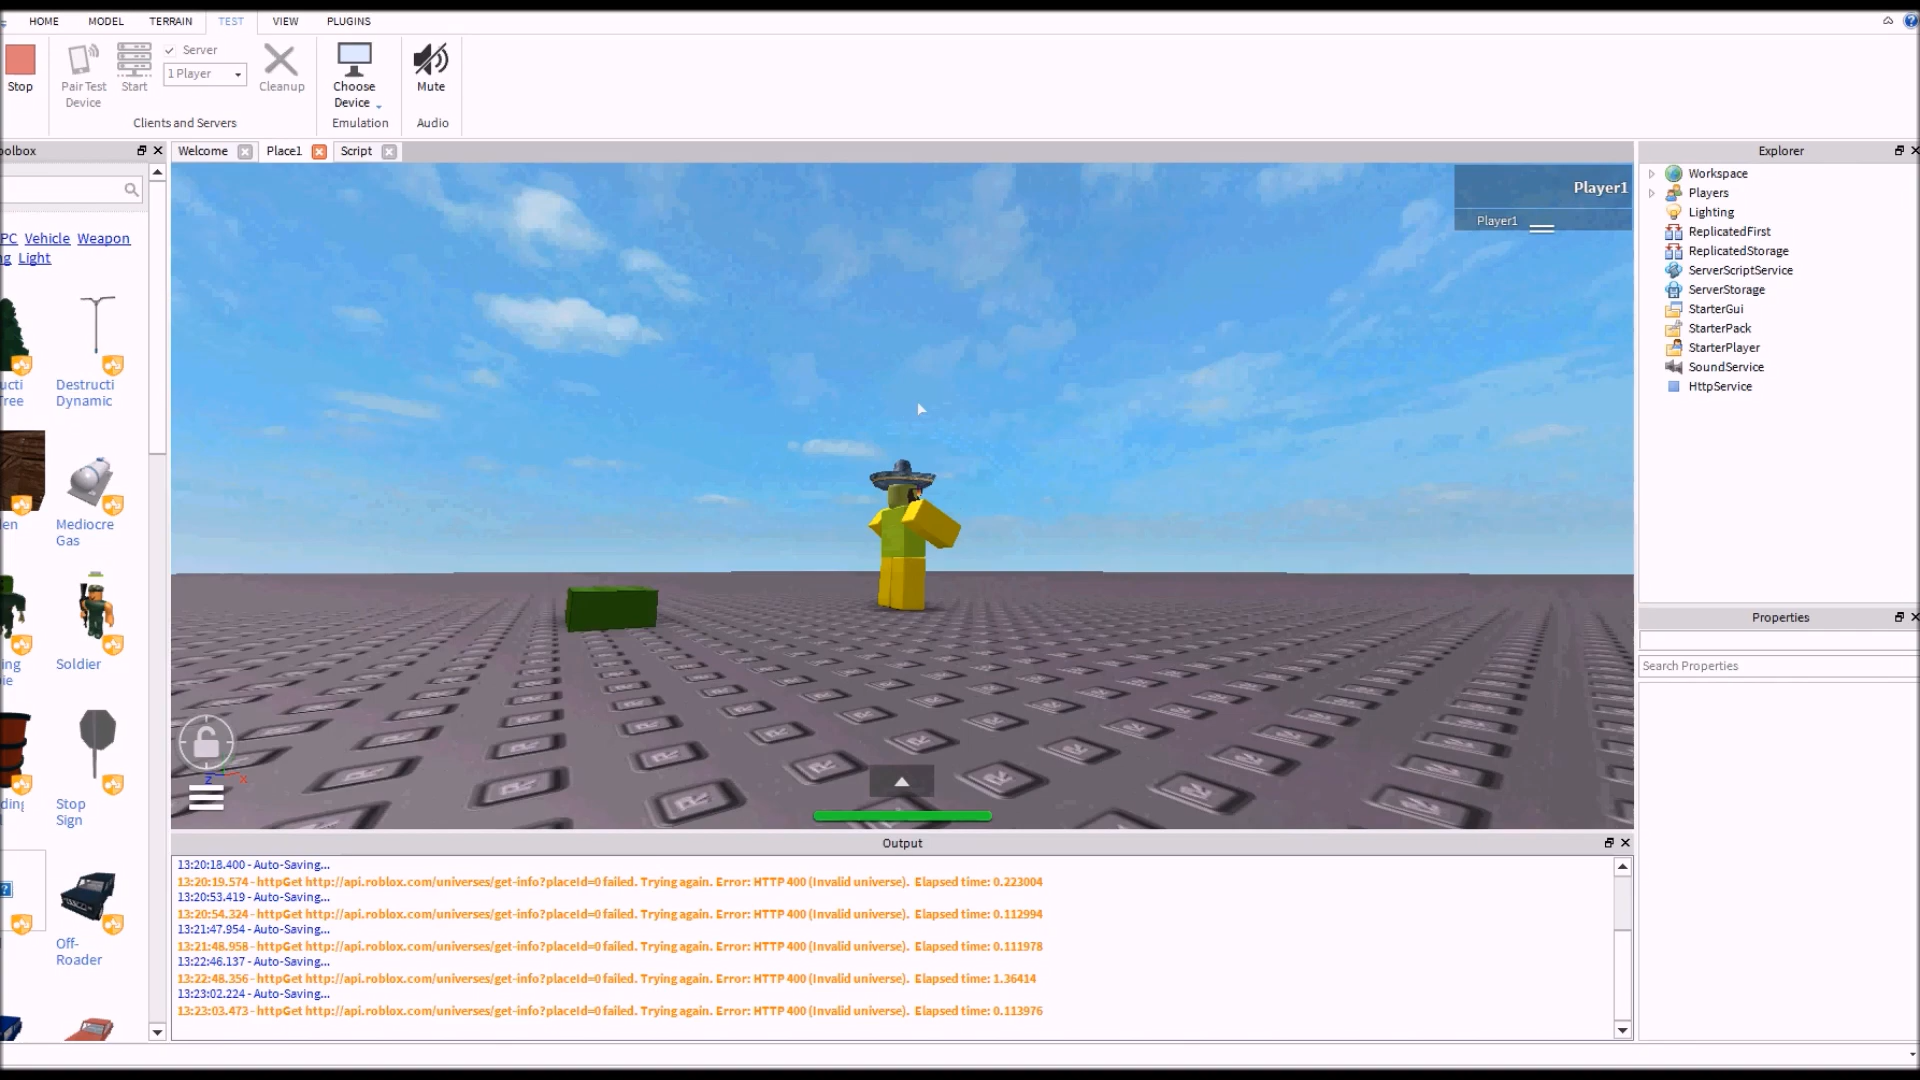 HOME MODEL TERRAIN TEST VIEW PLUGINS
Stop
Pair Test
Device
Start
Server
1 Player
Cleanup
Clients and Servers
Choose
Device
Emulation
Mute
Audio
oolbox
Welcome Place1 Script
Explorer
PC Vehicle Weapon
ng Light
ucti
Tree
Destructi
Dynamic
en
Mediocre
Gas
ing
ie
Soldier
ding
Stop
Sign
Off-
Roader
Player1
Player1
Workspace
Players
Lighting
ReplicatedFirst
ReplicatedStorage
ServerScriptService
ServerStorage
StarterGui
StarterPack
StarterPlayer
SoundService
HttpService
Properties
Search Properties
Z X
Output
13:20:18.400 - Auto-Saving...
13:20:19.574 - httpGet http://api.roblox.com/universes/get-info?placeId=0 failed. Trying again. Error: HTTP 400 (Invalid universe). Elapsed time: 0.223004
13:20:53.419 - Auto-Saving...
13:20:54.324 - httpGet http://api.roblox.com/universes/get-info?placeId=0 failed. Trying again. Error: HTTP 400 (Invalid universe). Elapsed time: 0.112994
13:21:47.954 - Auto-Saving...
13:21:48.958 - httpGet http://api.roblox.com/universes/get-info?placeId=0 failed. Trying again. Error: HTTP 400 (Invalid universe). Elapsed time: 0.111978
13:22:46.137 - Auto-Saving...
13:22:48.356 - httpGet http://api.roblox.com/universes/get-info?placeId=0 failed. Trying again. Error: HTTP 400 (Invalid universe). Elapsed time: 1.36414
13:23:02.224 - Auto-Saving...
13:23:03.473 - httpGet http://api.roblox.com/universes/get-info?placeId=0 failed. Trying again. Error: HTTP 400 (Invalid universe). Elapsed time: 0.113976